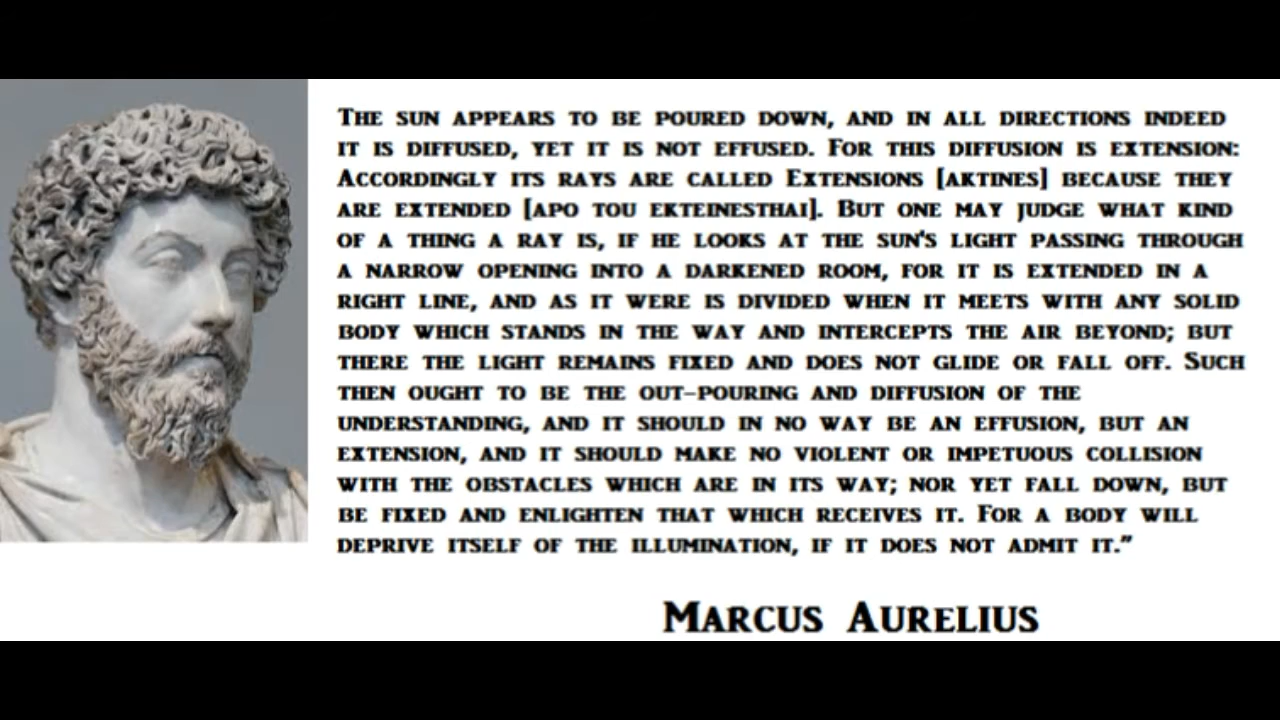 The sun appears to be poured down, and in all directions indeed
it is diffused, yet it is not effused. For this diffusion is extension:
Accordingly its rays are called Extensions [aktines] because they
are extended [apo tou ekteinesthai]. But one may judge what kind
of a thing a ray is, if he looks at the sun's light passing through
a narrow opening into a darkened room, for it is extended in a
right line, and as it were is divided when it meets with any solid
body which stands in the way and intercepts the air beyond; but
there the light remains fixed and does not glide or fall off. Such
then ought to be the out-pouring and diffusion of the
understanding, and it should in no way be an effusion, but an
extension, and it should make no violent or impetuous collision
with the obstacles which are in its way; nor yet fall down, but
be fixed and enlighten that which receives it. For a body will
deprive itself of the illumination, if it does not admit it."
Marcus Aurelius